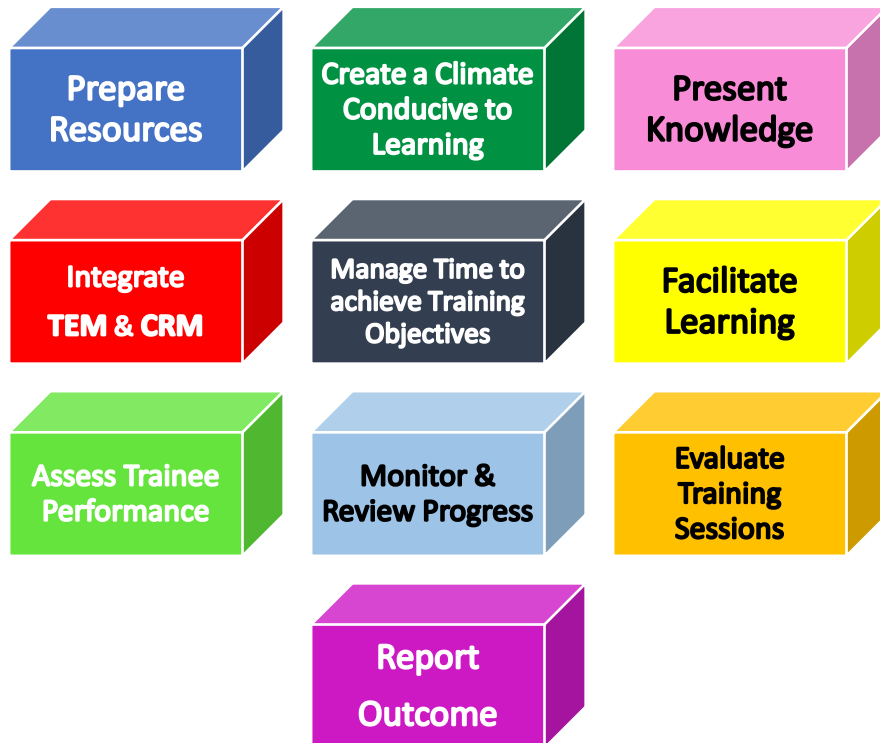 Prepare
Resources
Create a Climate
Conducive to
Learning
Present
Knowledge
Integrate
TEM & CRM
Manage Time to
achieve Training
Objectives
Facilitate
Learning
Assess Trainee
Performance
Monitor &
Review Progress
Evaluate
Training
Sessions
Report
Outcome